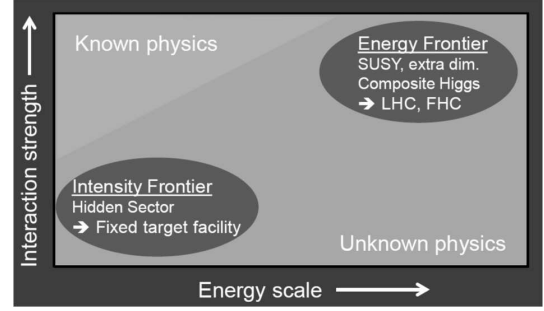 Known physics
Energy Frontier
SUSY, extra dim.
Composite Higgs
➔ LHC, FHC
Interaction strength
Intensity Frontier
Hidden Sector
➔ Fixed target facility
Unknown physics
Energy scale